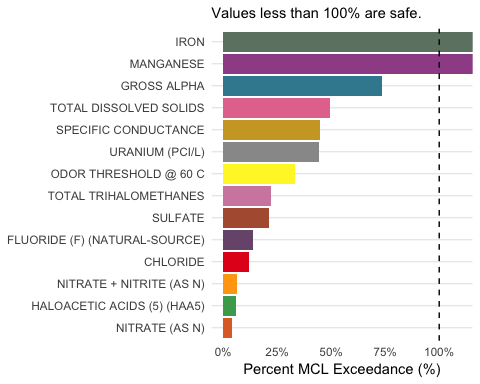 Values less than 100% are safe.
IRON
MANGANESE
GROSS ALPHA
TOTAL DISSOLVED SOLIDS
SPECIFIC CONDUCTANCE
URANIUM (PCI/L)
ODOR THRESHOLD @ 60 C
TOTAL TRIHALOMETHANES
SULFATE
FLUORIDE (F) (NATURAL-SOURCE)
CHLORIDE
NITRATE + NITRITE (AS N)
HALOACETIC ACIDS (5) (HAA5)
NITRATE (AS N)
0% 25% 50% 75% 100%
Percent MCL Exceedance (%)